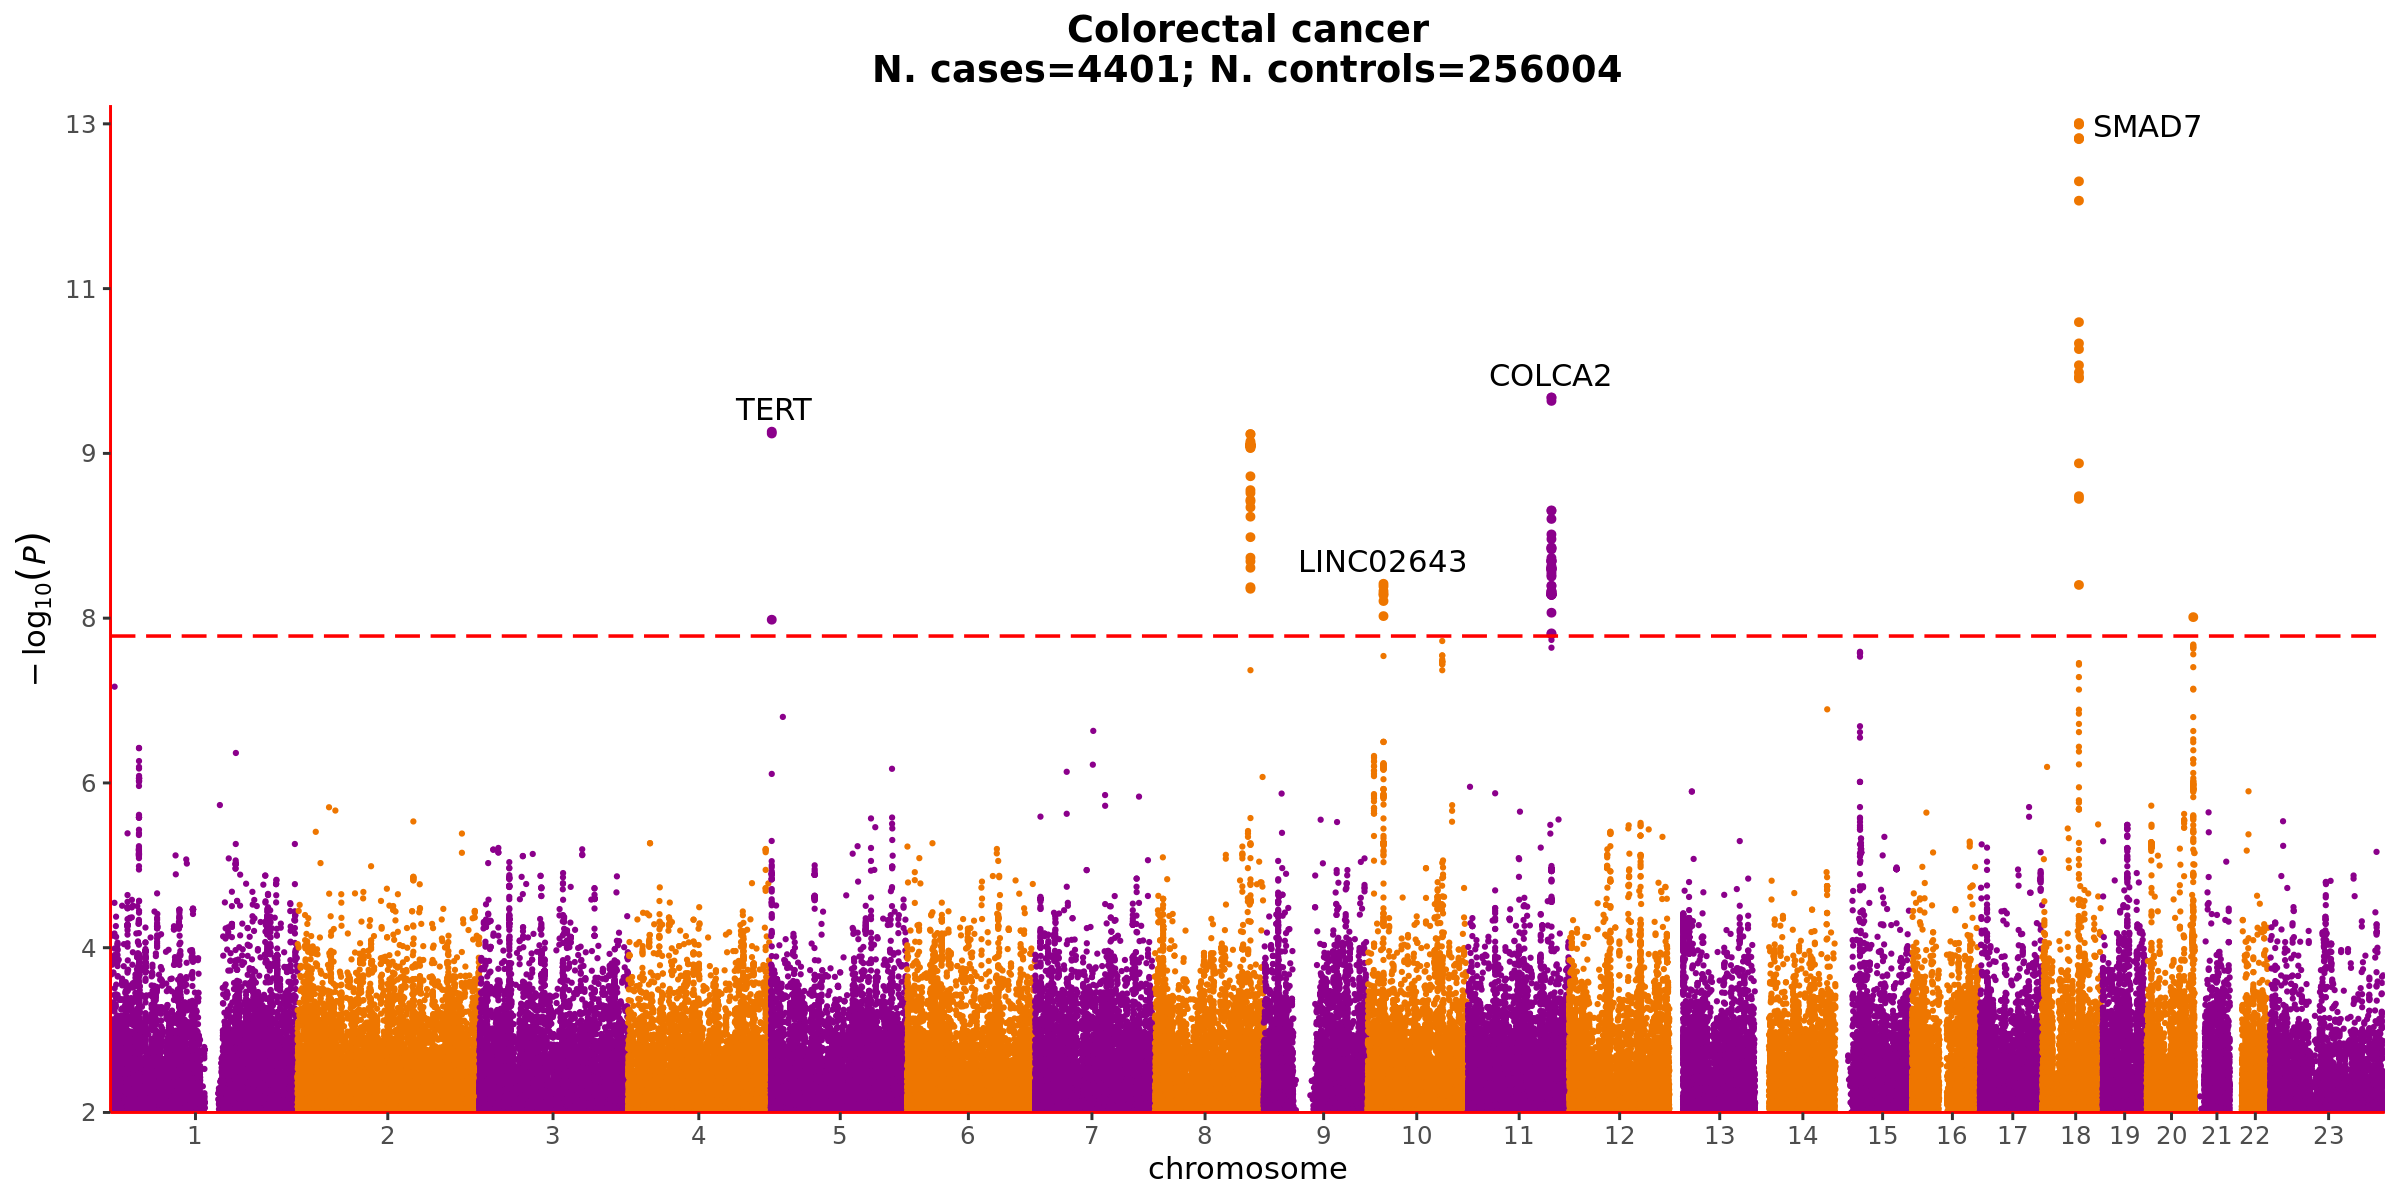 Colorectal cancer
N. cases=4401; N. controls=256004
13
11
9
8
6
4
2
− log₁₀(P)
SMAD7
COLCA2
TERT
LINC02643
1 2 3 4 5 6 7 8 9 10 11 12 13 14 15 16 17 18 19 20 21 22 23
chromosome